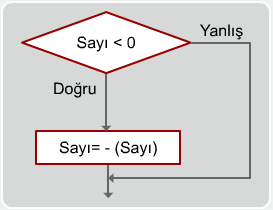 Sayı < 0
Yanlış
Doğru
Sayı= - (Sayı)